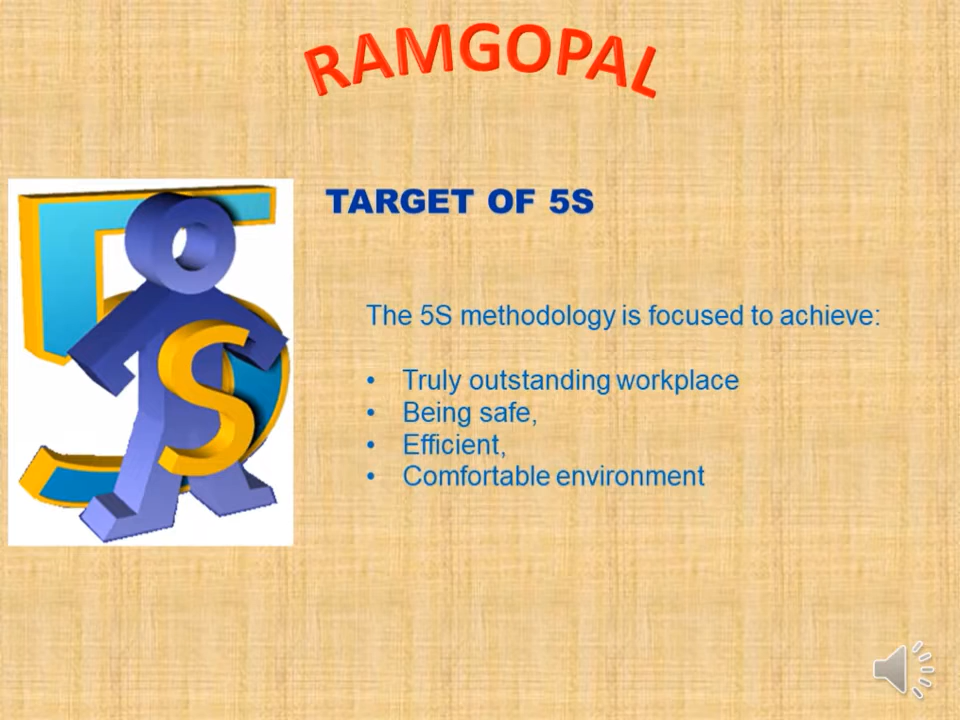 RAMGOPAL
TARGET OF 5S
5
S
The 5S methodology is focused to achieve:
• Truly outstanding workplace
• Being safe,
• Efficient,
• Comfortable environment